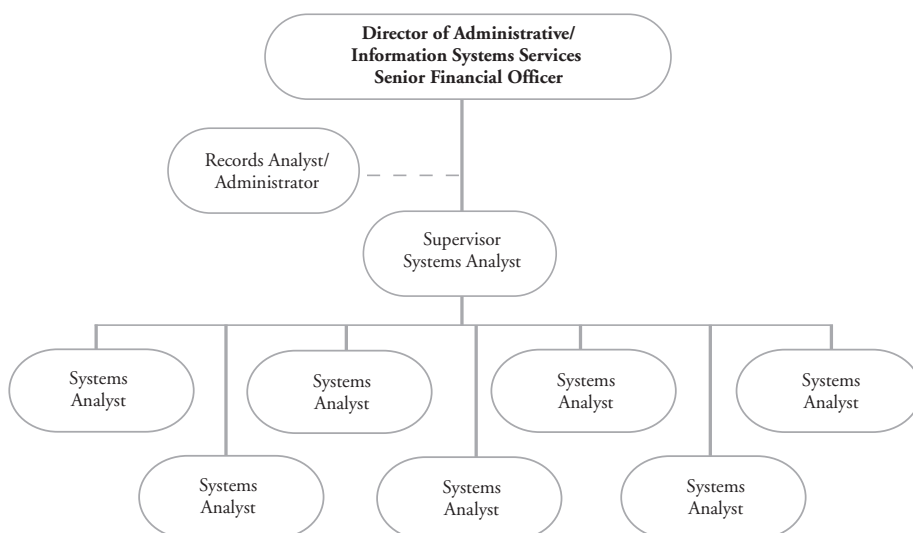 Director of Administrative/
Information Systems Services
Senior Financial Officer
Records Analyst/
Administrator
Supervisor
Systems Analyst
Systems
Analyst
Systems
Analyst
Systems
Analyst
Systems
Analyst
Systems
Analyst
Systems
Analyst
Systems
Analyst